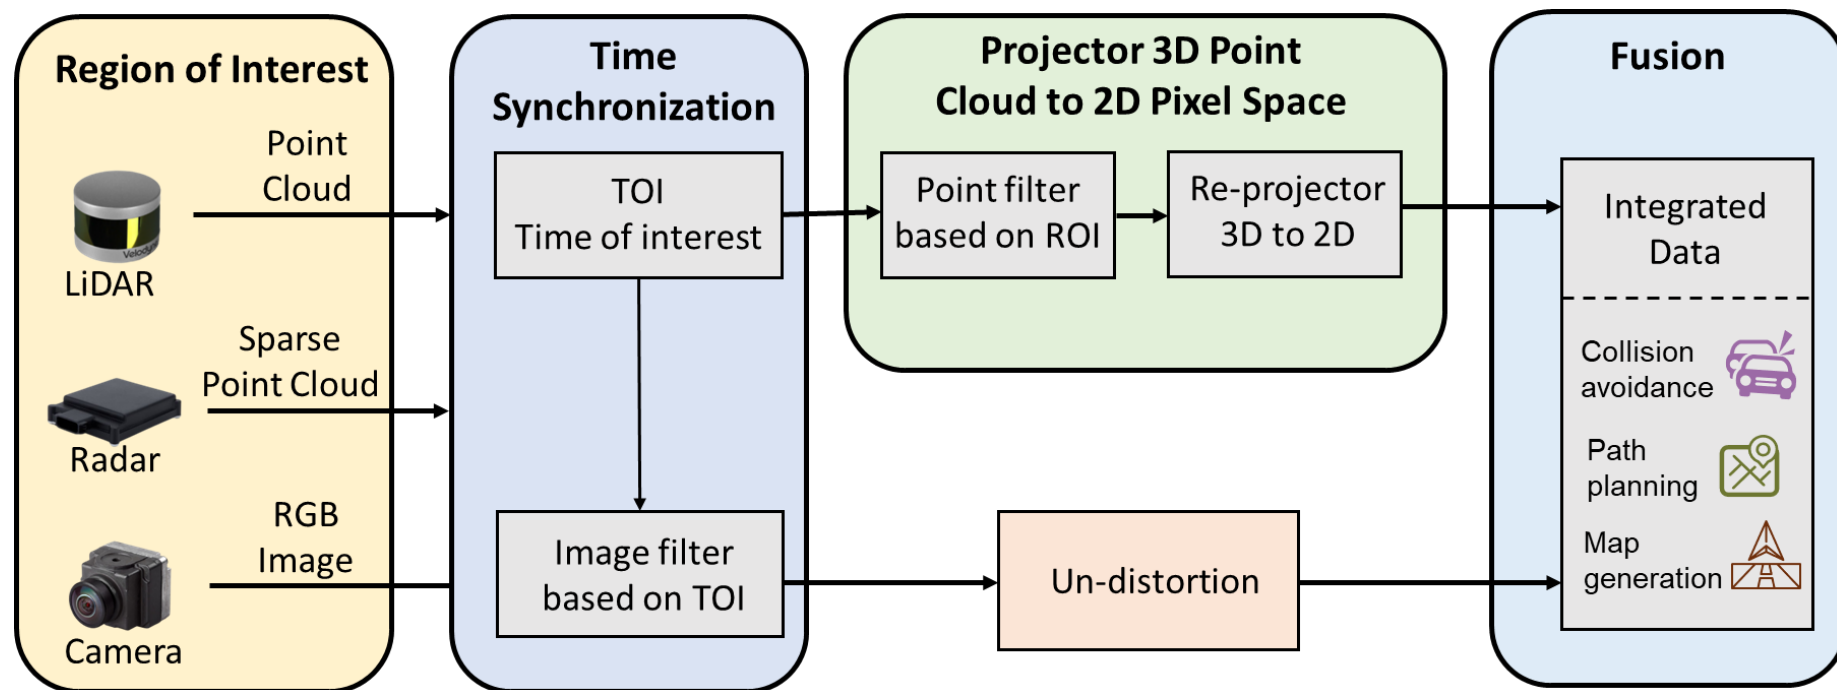 Region of Interest
Point
Cloud
Velodyne
LiDAR
Sparse
Point Cloud
Radar
RGB
Image
Camera
Time
Synchronization
TOI
Time of interest
Image filter
based on TOI
Projector 3D Point
Cloud to 2D Pixel Space
Point filter
based on ROI
Re-projector
3D to 2D
Un-distortion
Fusion
Integrated
Data
Collision
avoidance
Path
planning
Map
generation